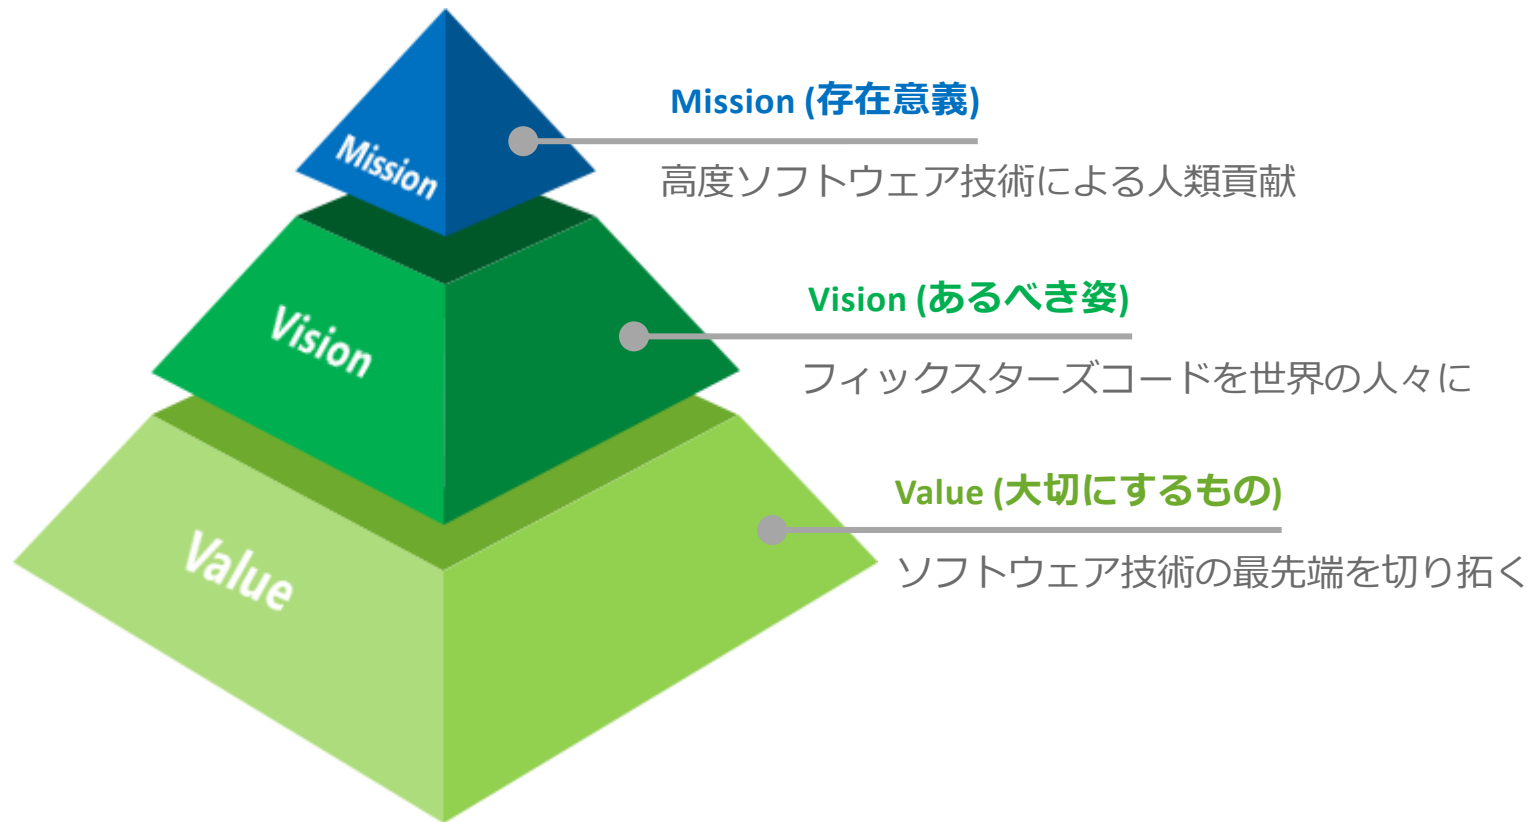 Mission
Mission (存在意義)
高度ソフトウェア技術による人類貢献
Vision
Vision (あるべき姿)
フィックスターズコードを世界の人々に
Value
Value (大切にするもの)
ソフトウェア技術の最先端を切り拓く